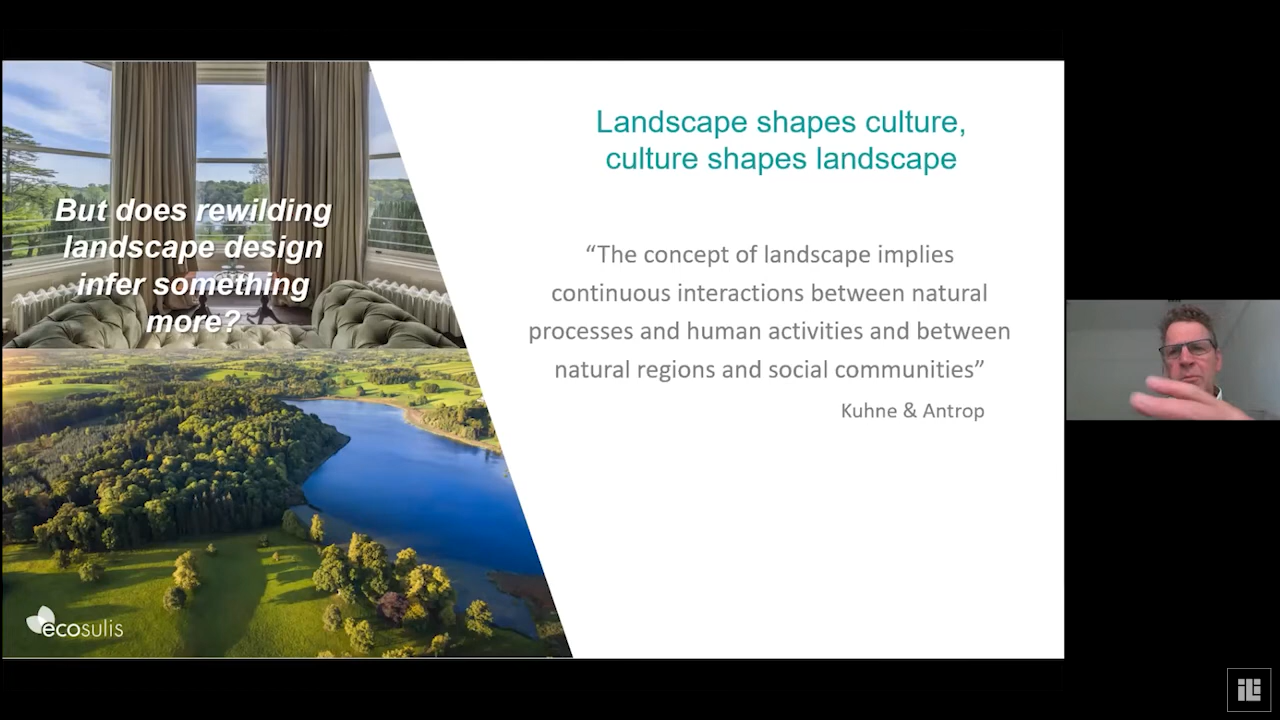 But does rewilding
landscape design
infer something
more?
Landscape shapes culture,
culture shapes landscape
“The concept of landscape implies
continuous interactions between natural
processes and human activities and between
natural regions and social communities”
Kuhne & Antrop
ecosulis